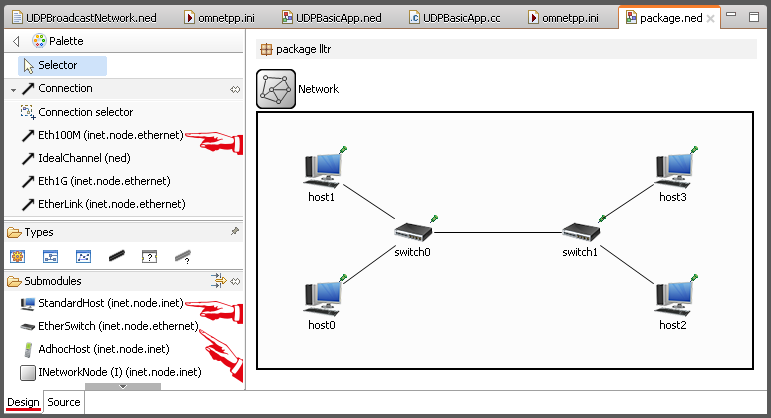 UDPBroadcastNetwork.ned
omnetpp.ini
UDPBasicApp.ned
UDPBasicApp.cc
omnetpp.ini
package.ned
Palette
Selector
Connection
Connection selector
Eth100M (inet.node.ethernet)
IdealChannel (ned)
Eth1G (inet.node.ethernet)
EtherLink (inet.node.ethernet)
Types
Submodules
StandardHost (inet.node.inet)
EtherSwitch (inet.node.ethernet)
AdhocHost (inet.node.inet)
INetworkNode (I) (inet.node.inet)
package lltr
Network
host1
host3
switch0
switch1
host0
host2
Design
Source